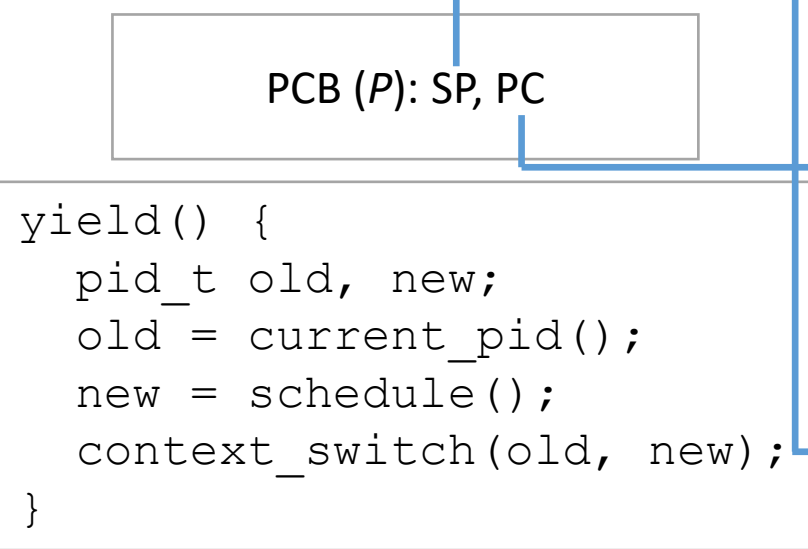 PCB (P): SP, PC
yield() {
  pid_t old, new;
  old = current_pid();
  new = schedule();
  context_switch(old, new);
}